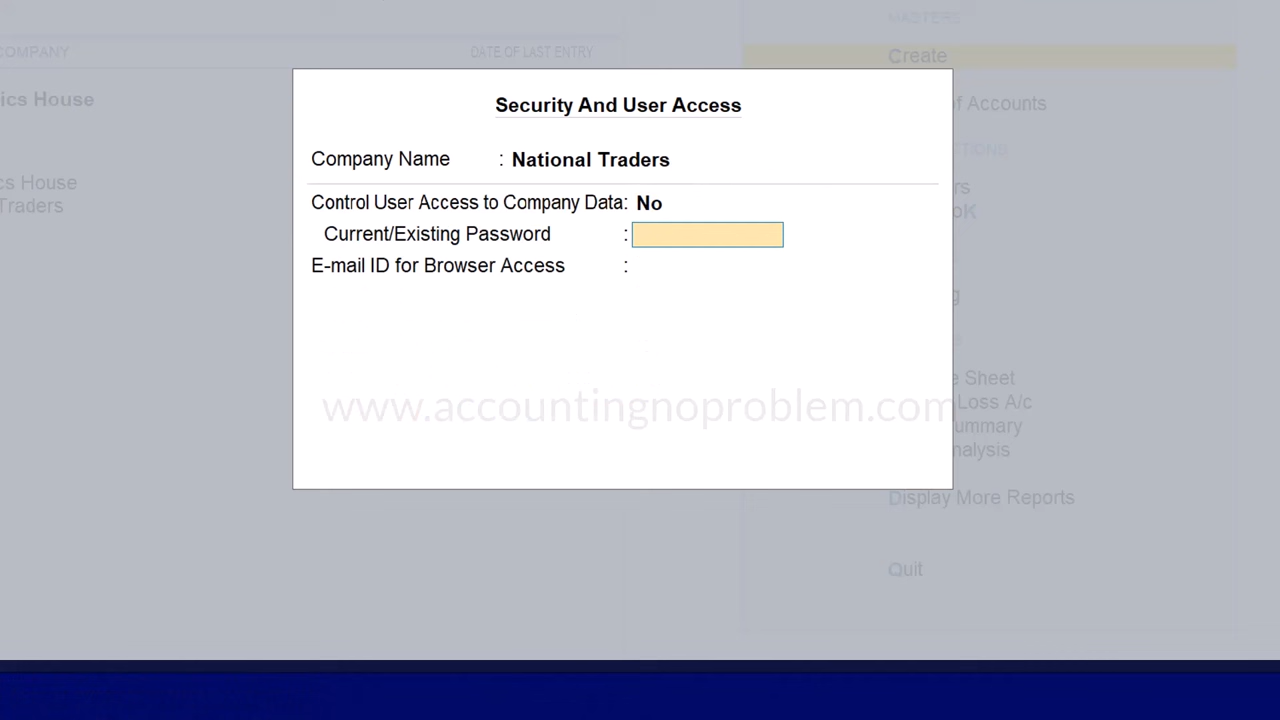 MASTERS
COMPANY
DATE OF LAST ENTRY
Create
ics House
Security And User Access
of Accounts
Company Name : National Traders
cs House
Traders
Control User Access to Company Data: No
Current/Existing Password :
E-mail ID for Browser Access :
Sheet
www.accountingnoproblem.com
Loss A/c
Display More Reports
Quit